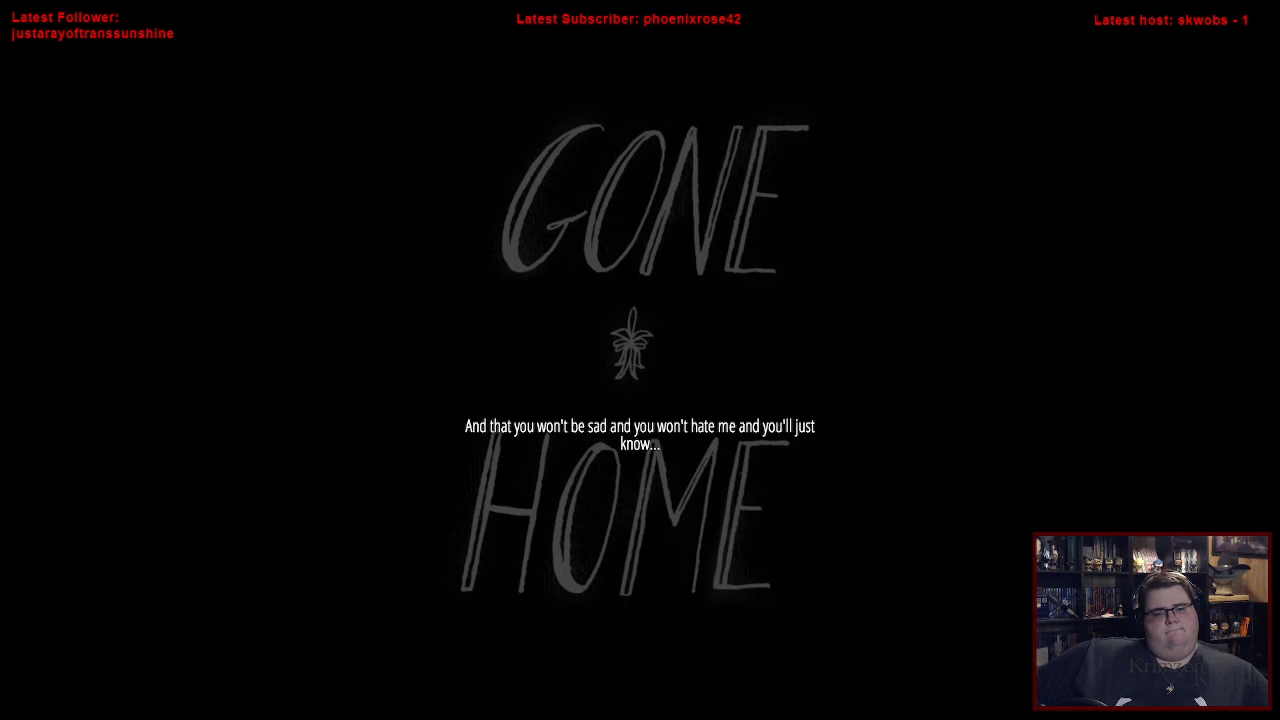 Latest Follower:
justarayoftranssunshine
Latest Subscriber: phoenixrose42
Latest host: skwobs - 1
GONE
And that you won't be sad and you won't hate me and you'll just
know...
HOME